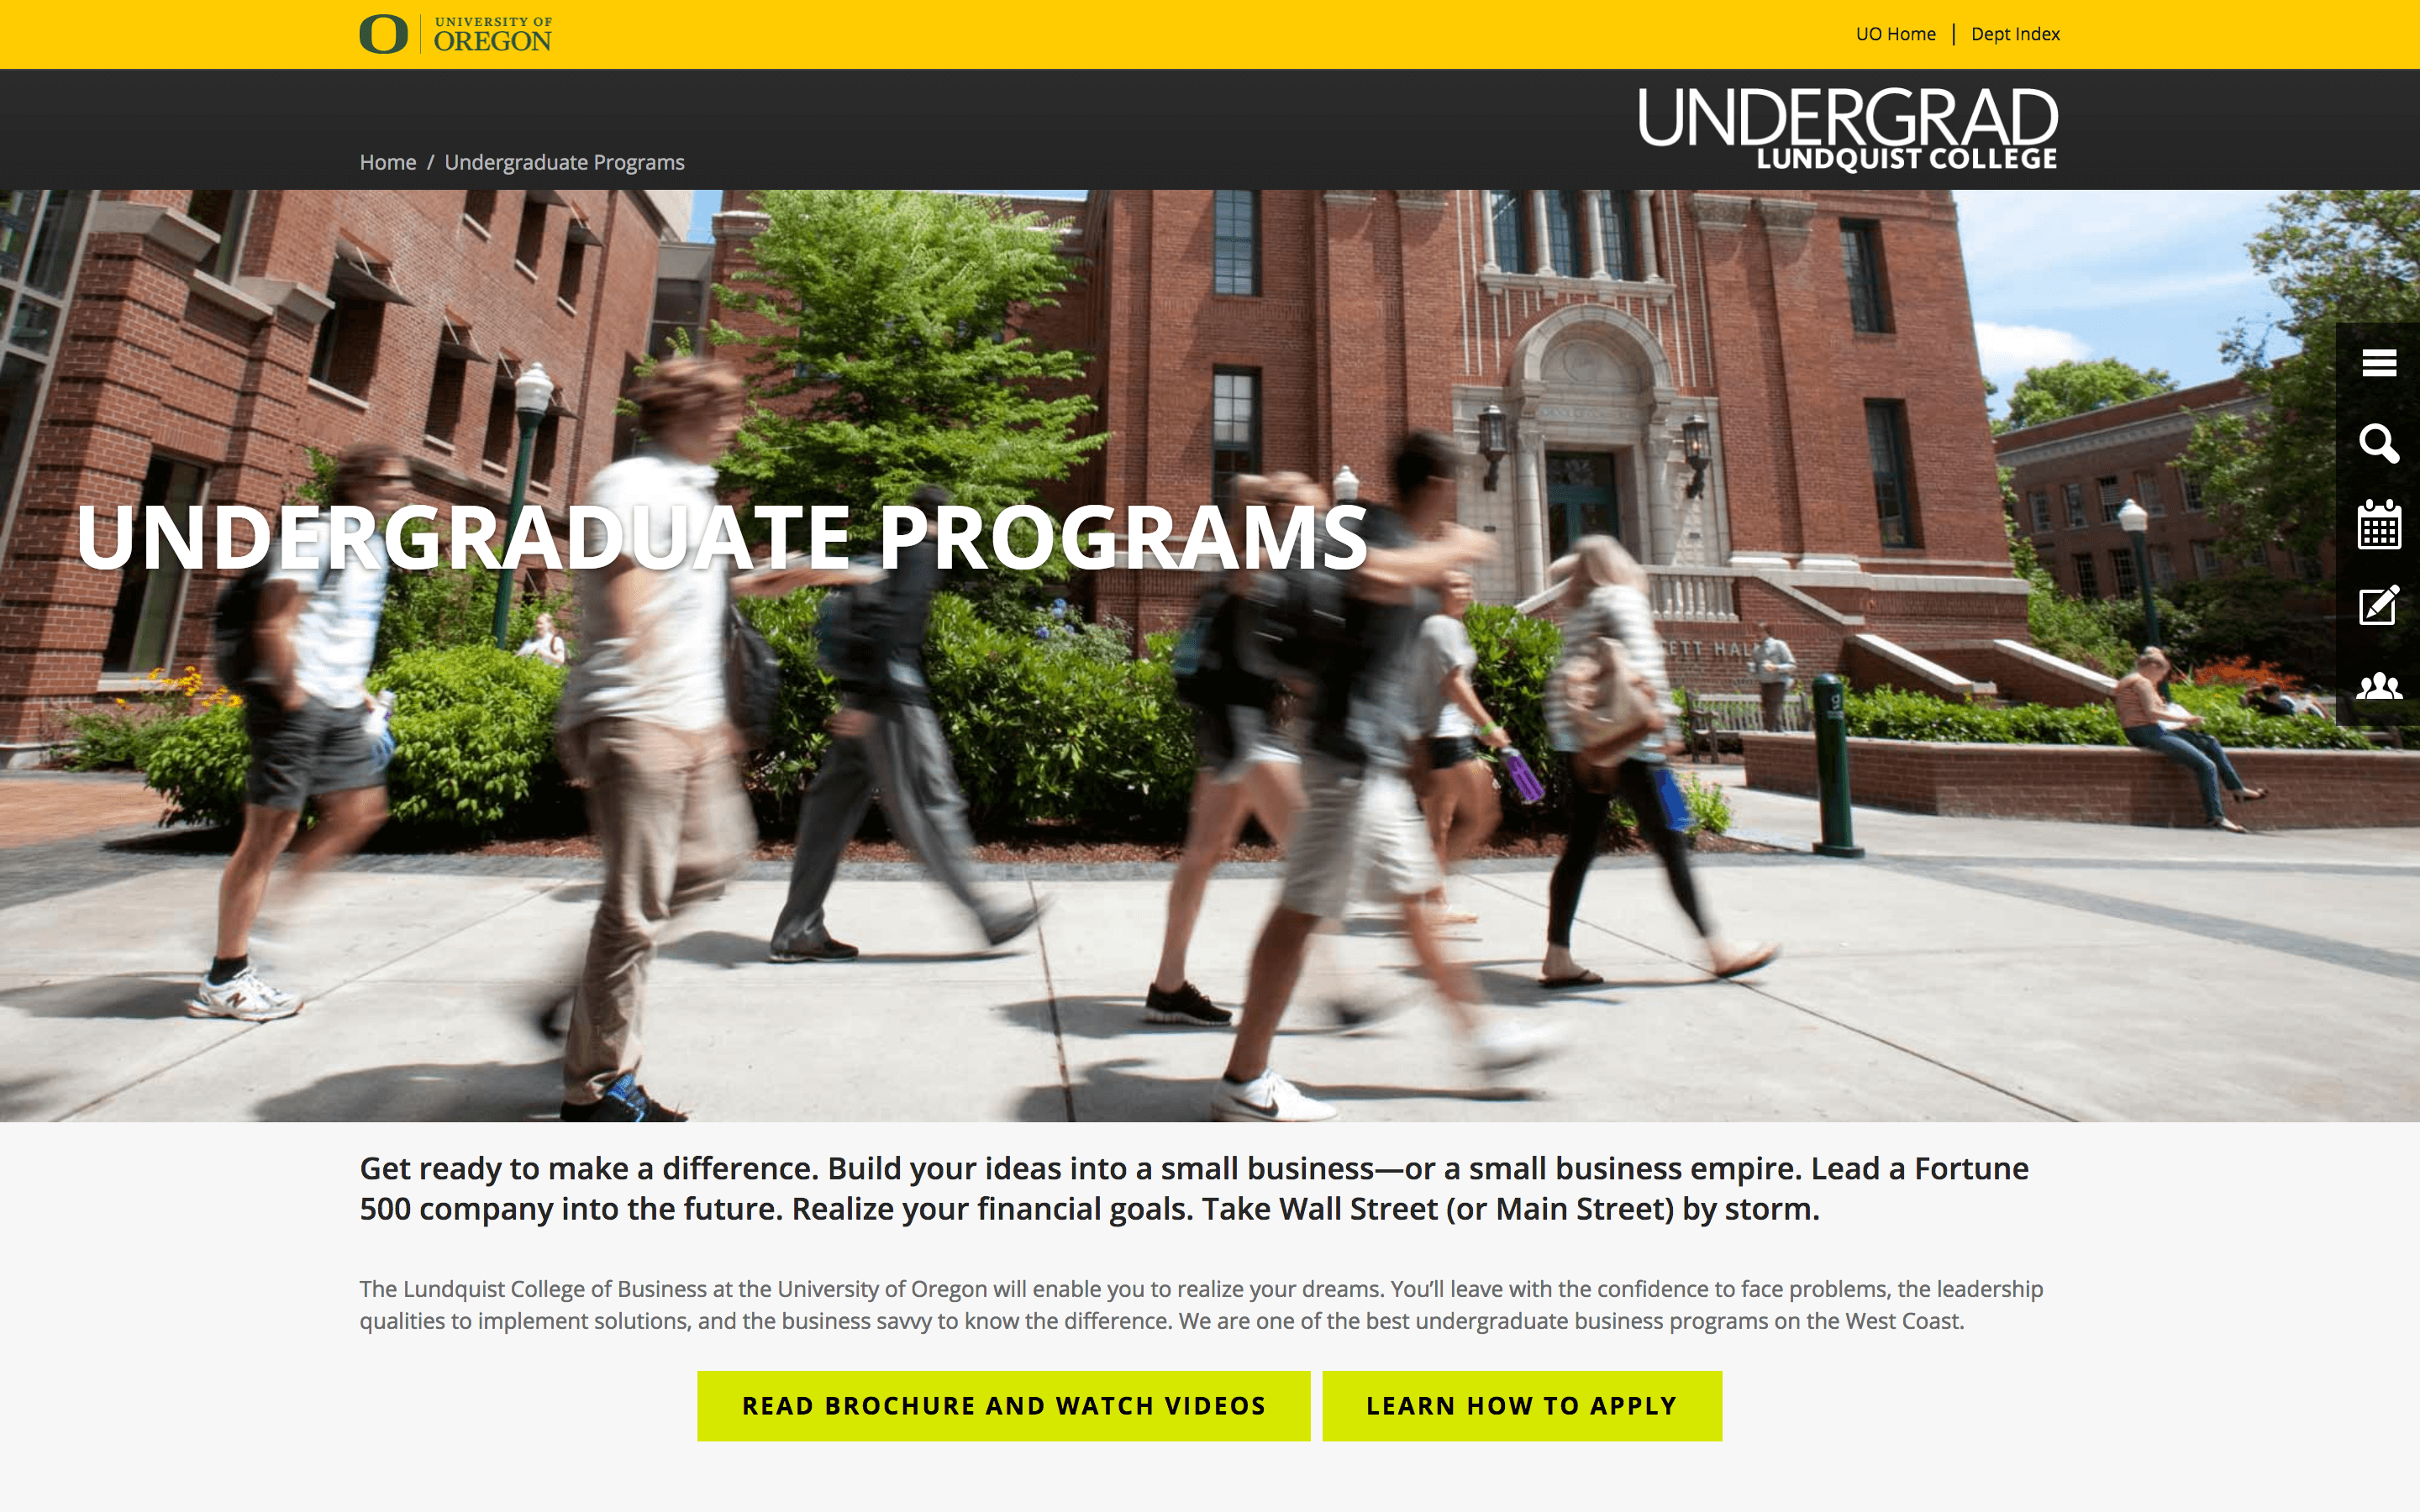 UNIVERSITY OF
OREGON
UO Home | Dept Index
UNDERGRAD
LUNDQUIST COLLEGE
Home / Undergraduate Programs
UNDERGRADUATE PROGRAMS
ETT HAL
Get ready to make a difference. Build your ideas into a small business—or a small business empire. Lead a Fortune
500 company into the future. Realize your financial goals. Take Wall Street (or Main Street) by storm.
The Lundquist College of Business at the University of Oregon will enable you to realize your dreams. You’ll leave with the confidence to face problems, the leadership
qualities to implement solutions, and the business savvy to know the difference. We are one of the best undergraduate business programs on the West Coast.
READ BROCHURE AND WATCH VIDEOS
LEARN HOW TO APPLY